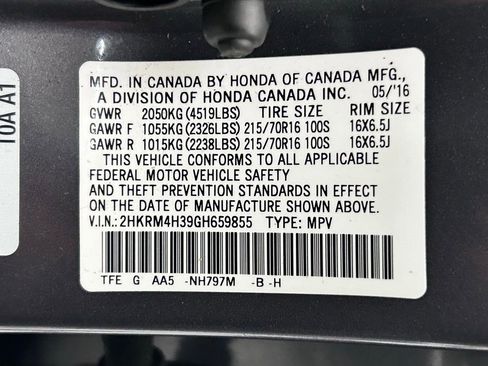 MFD. IN CANADA BY HONDA OF CANADA MFG.,
A DIVISION OF HONDA CANADA INC. 05/'16
GVWR 2050KG (4519LBS) TIRE SIZE RIM SIZE
GAWR F 1055KG (2326LBS) 215/70R16 100S 16X6.5J
GAWR R 1015KG (2238LBS) 215/70R16 100S 16X6.5J
THIS VEHICLE CONFORMS TO ALL APPLICABLE
FEDERAL MOTOR VEHICLE SAFETY
AND THEFT PREVENTION STANDARDS IN EFFECT
ON THE DATE OF MANUFACTURE SHOWN ABOVE.
V.I.N.: 2HKRM4H39GH659855 TYPE: MPV
TFE G AA5 -NH797M -B -H
10A A1